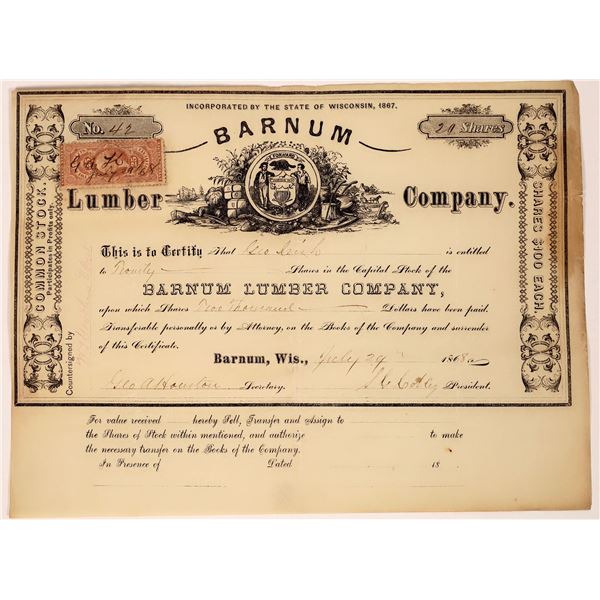 INCORPORATED BY THE STATE OF WISCONSIN, 1867.
No. 42
20 Shares
BARNUM
Lumber Company.
COMMON STOCK.
Participates in Profits only.
SHARES $100 EACH.
Countersigned by
This is to Certify That Geo is entitled
to Twenty Shares in the Capital Stock of the
BARNUM LUMBER COMPANY,
upon which Shares Two Thousand Dollars have been paid.
Transferable personally or by Attorney, on the Books of the Company and surrender
of this Certificate.
Barnum, Wis., July 29 1868
Geo A Houston Secretary. President.
For value received hereby Sell, Transfer and Assign to
the Shares of Stock within mentioned, and authorize to make
the necessary transfer on the Books of the Company.
In Presence of Dated 18